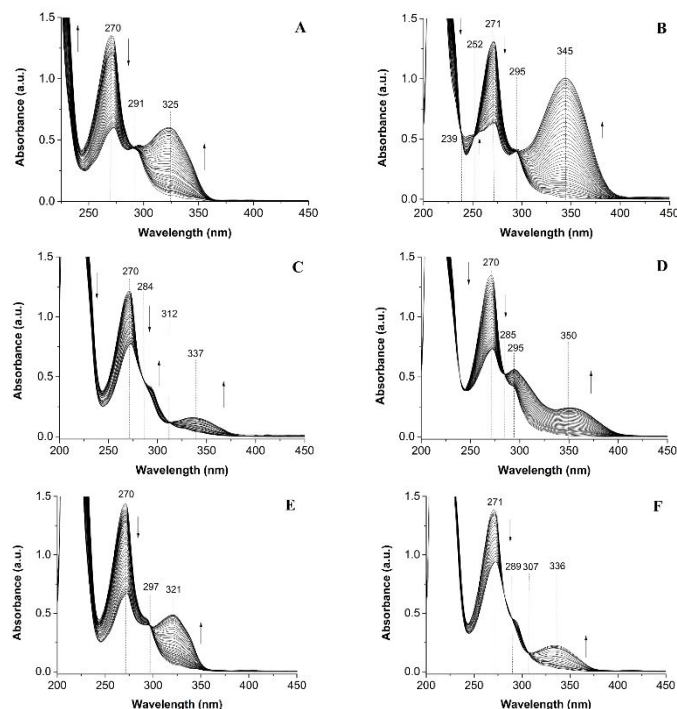 A
270
291
325
1.5
1.0
0.5
0.0
Absorbance (a.u.)
250 300 350 400 450
Wavelength (nm)
B
239
252
271
295
345
1.5
1.0
0.5
0.0
Absorbance (a.u.)
200 250 300 350 400 450
Wavelength (nm)
C
270
284
312
337
1.5
1.0
0.5
0.0
Absorbance (a.u.)
200 250 300 350 400 450
Wavelength (nm)
D
270
285
295
350
1.5
1.0
0.5
0.0
Absorbance (a.u.)
200 250 300 350 400 450
Wavelength (nm)
E
270
297 321
1.5
1.0
0.5
0.0
Absorbance (a.u.)
200 250 300 350 400 450
Wavelength (nm)
F
271
289 307 336
1.5
1.0
0.5
0.0
Absorbance (a.u.)
200 250 300 350 400 450
Wavelength (nm)